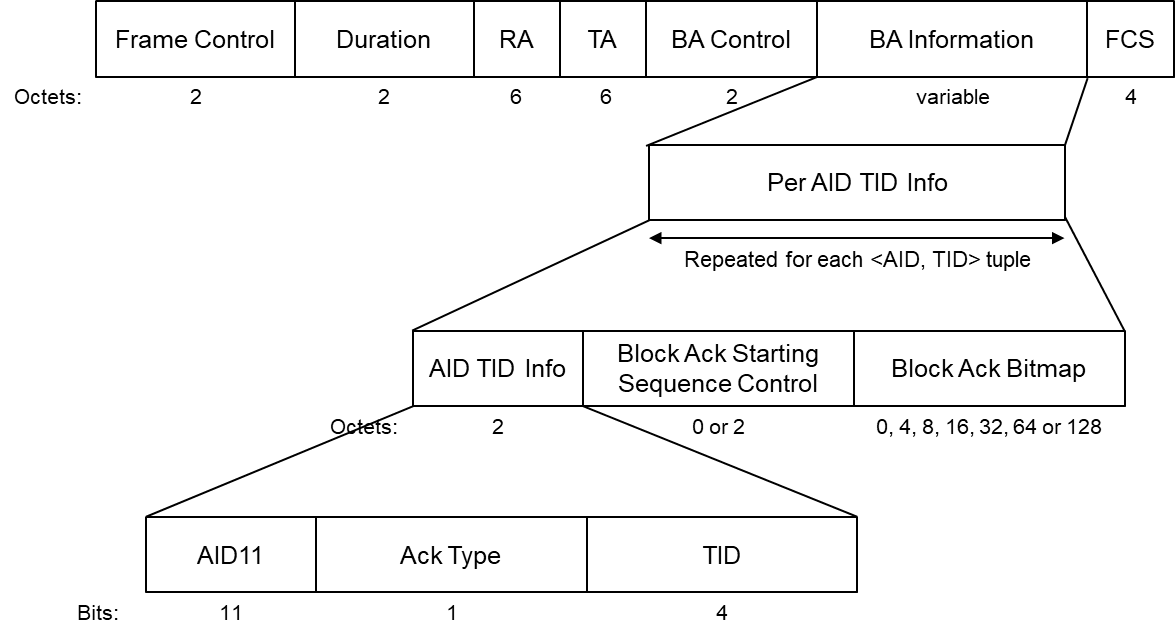 Frame Control Duration RA TA BA Control BA Information FCS
Octets: 2 2 6 6 2 variable 4
Per AID TID Info
Repeated for each <AID, TID> tuple
AID TID Info Block Ack Starting Sequence Control Block Ack Bitmap
Octets: 2 0 or 2 0, 4, 8, 16, 32, 64 or 128
AID11 Ack Type TID
Bits: 11 1 4